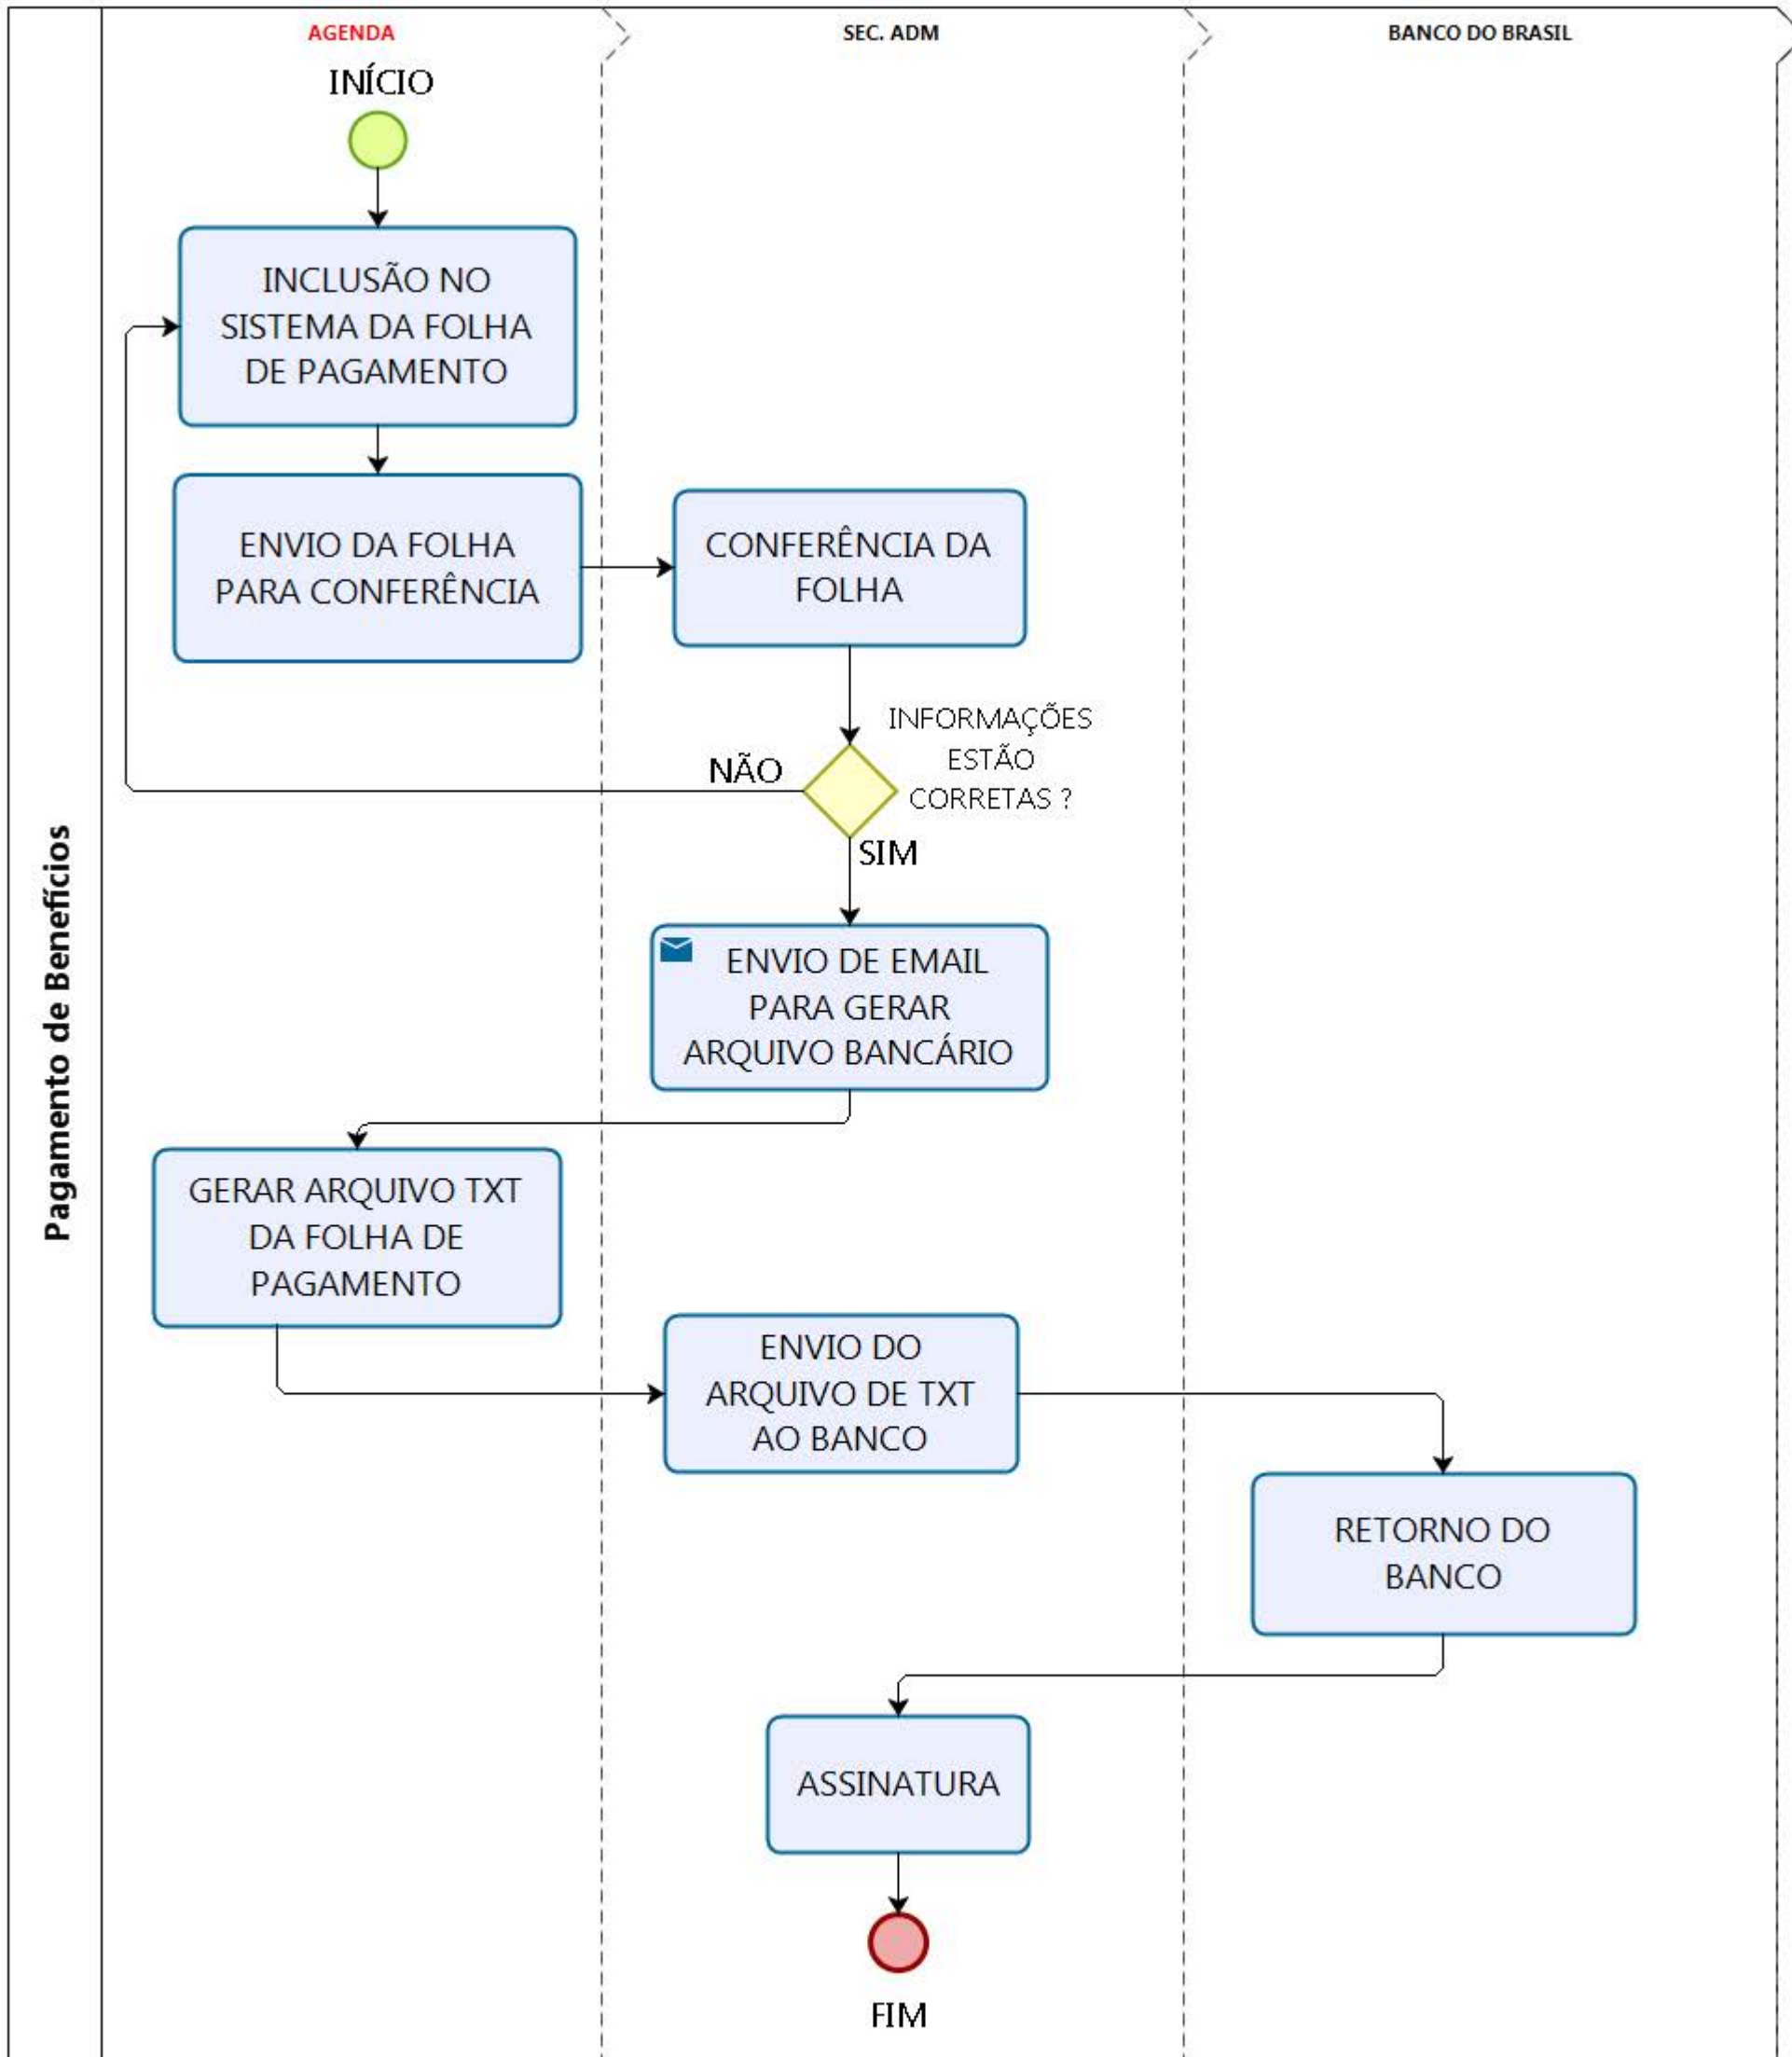 AGENDA
SEC. ADM
BANCO DO BRASIL
INÍCIO
INCLUSÃO NO
SISTEMA DA FOLHA
DE PAGAMENTO
ENVIO DA FOLHA
PARA CONFERÊNCIA
CONFERÊNCIA DA
FOLHA
INFORMAÇÕES
ESTÃO
CORRETAS ?
NÃO
SIM
Pagamento de Benefícios
ENVIO DE EMAIL
PARA GERAR
ARQUIVO BANCÁRIO
GERAR ARQUIVO TXT
DA FOLHA DE
PAGAMENTO
ENVIO DO
ARQUIVO DE TXT
AO BANCO
RETORNO DO
BANCO
ASSINATURA
FIM